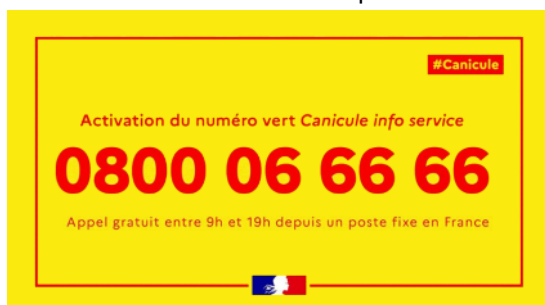 #Canicule
Activation du numéro vert Canicule info service
0800 06 66 66
Appel gratuit entre 9h et 19h depuis un poste fixe en France